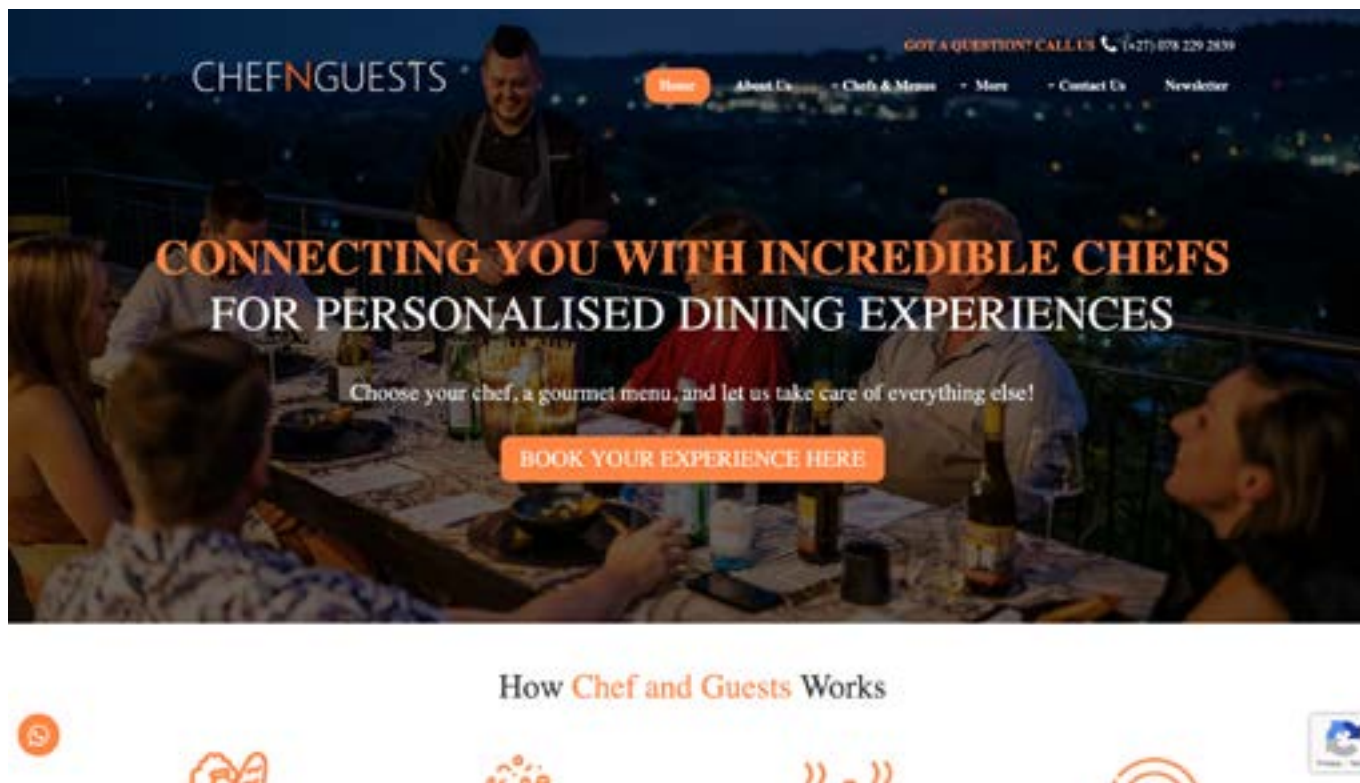 GOT A QUESTION? CALL US (+27) 078 229 2839
CHEFNGUESTS
Home About Us Chefs & Menus More Contact Us Newsletter
CONNECTING YOU WITH INCREDIBLE CHEFS
FOR PERSONALISED DINING EXPERIENCES
Choose your chef, a gourmet menu, and let us take care of everything else!
BOOK YOUR EXPERIENCE HERE
How Chef and Guests Works